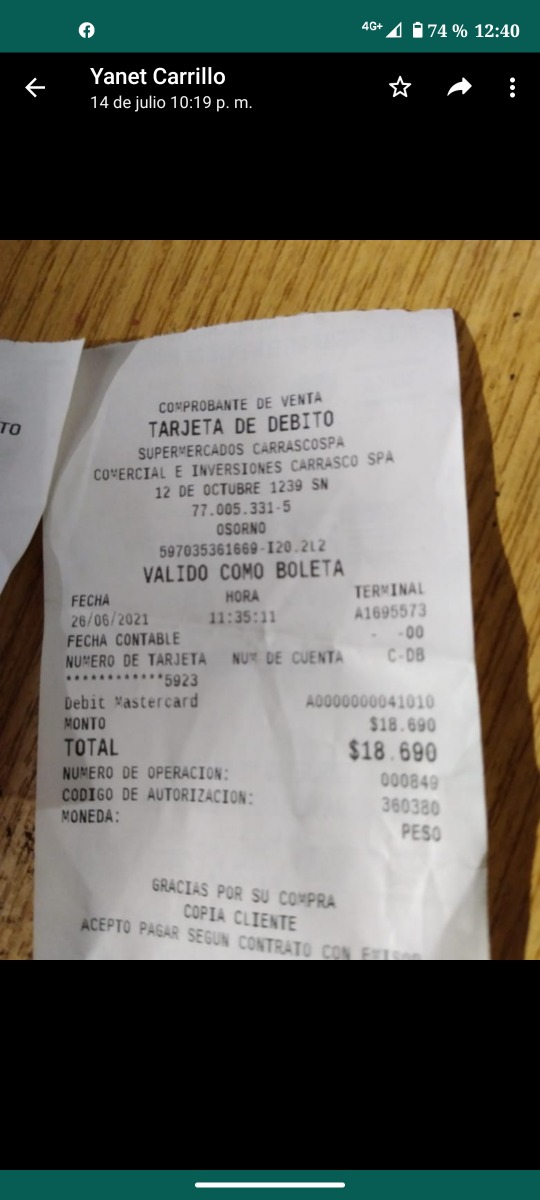 4G+ 74 % 12:40
Yanet Carrillo
14 de julio 10:19 p. m.
TO
COMPROBANTE DE VENTA
TARJETA DE DEBITO
SUPERMERCADOS CARRASCOSPA
COMERCIAL E INVERSIONES CARRASCO SPA
12 DE OCTUBRE 1239 SN
77.005.331-5
OSORNO
597035361669-I20.2L2
VALIDO COMO BOLETA
FECHA HORA TERMINAL
26/06/2021 11:35:11 A1695573
FECHA CONTABLE - -00
NUMERO DE TARJETA NUM DE CUENTA C-DB
************5923
Debit Mastercard A0000000041010
MONTO $18.690
TOTAL $18.690
NUMERO DE OPERACION: 000849
CODIGO DE AUTORIZACION: 360380
MONEDA: PESO
GRACIAS POR SU COMPRA
COPIA CLIENTE
ACEPTO PAGAR SEGUN CONTRATO CON EMISOR